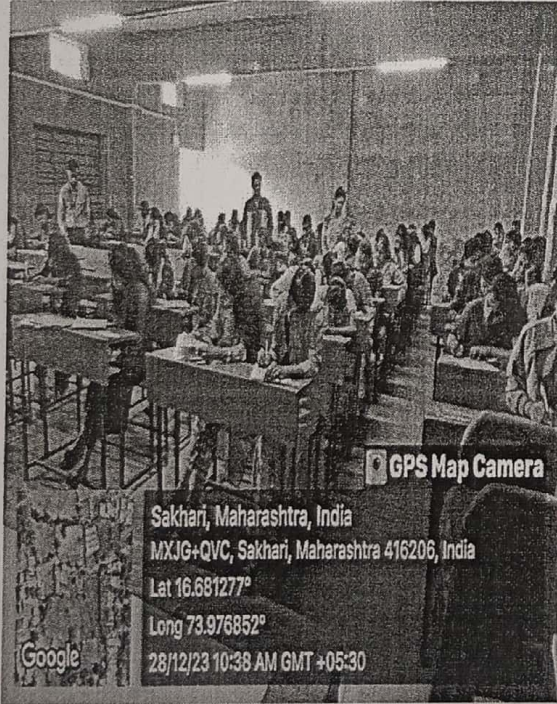 GPS Map Camera
Sakhari, Maharashtra, India
MXJG+QVC, Sakhari, Maharashtra 416206, India
Lat 16.681277°
Long 73.976852°
28/12/23 10:38 AM GMT +05:30
Google